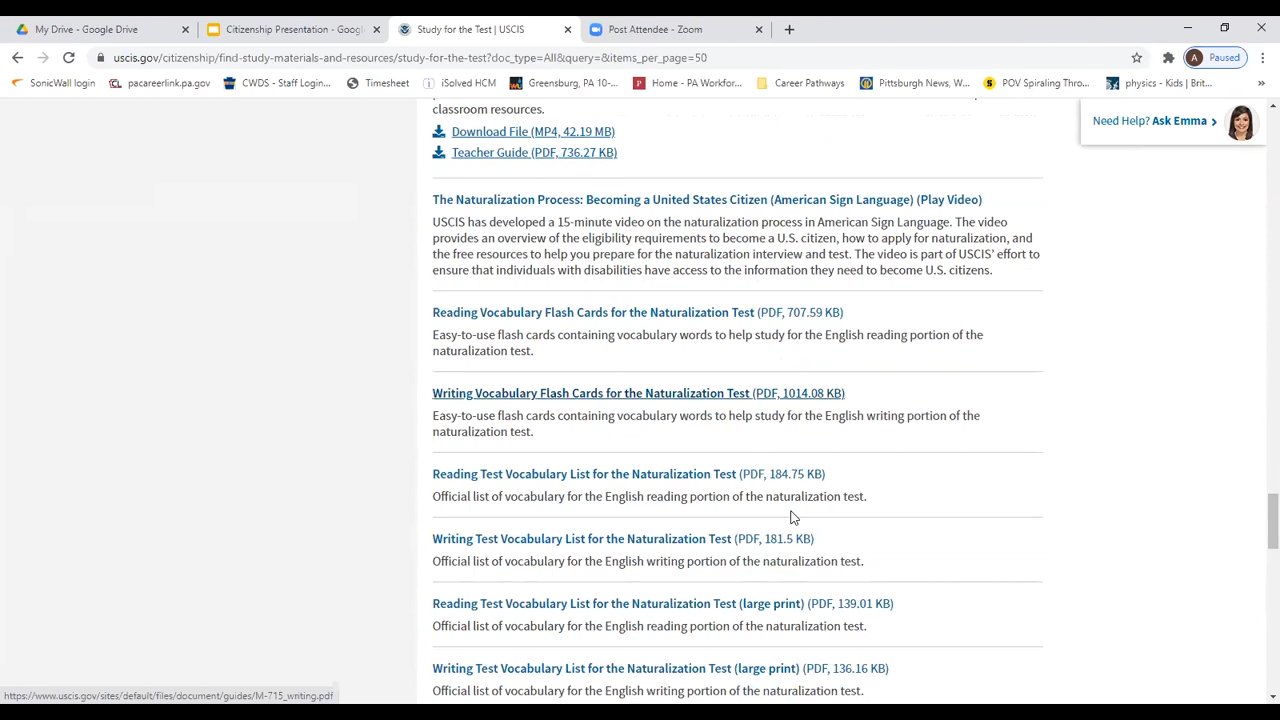 My Drive - Google Drive
Citizenship Presentation - Googl
Study for the Test | USCIS
Post Attendee - Zoom
uscis.gov/citizenship/find-study-materials-and-resources/study-for-the-test?doc_type=All&query=&items_per_page=50
A Paused
SonicWall login
pacareerlink.pa.gov
CWDS - Staff Login...
Timesheet
iSolved HCM
Greensburg, PA 10-...
Home - PA Workfor...
Career Pathways
Pittsburgh News, W...
POV Spiraling Thro...
physics - Kids | Brit...
classroom resources.
Need Help? Ask Emma
Download File (MP4, 42.19 MB)
Teacher Guide (PDF, 736.27 KB)
The Naturalization Process: Becoming a United States Citizen (American Sign Language) (Play Video)
USCIS has developed a 15-minute video on the naturalization process in American Sign Language. The video
provides an overview of the eligibility requirements to become a U.S. citizen, how to apply for naturalization, and
the free resources to help you prepare for the naturalization interview and test. The video is part of USCIS' effort to
ensure that individuals with disabilities have access to the information they need to become U.S. citizens.
Reading Vocabulary Flash Cards for the Naturalization Test (PDF, 707.59 KB)
Easy-to-use flash cards containing vocabulary words to help study for the English reading portion of the
naturalization test.
Writing Vocabulary Flash Cards for the Naturalization Test (PDF, 1014.08 KB)
Easy-to-use flash cards containing vocabulary words to help study for the English writing portion of the
naturalization test.
Reading Test Vocabulary List for the Naturalization Test (PDF, 184.75 KB)
Official list of vocabulary for the English reading portion of the naturalization test.
Writing Test Vocabulary List for the Naturalization Test (PDF, 181.5 KB)
Official list of vocabulary for the English writing portion of the naturalization test.
Reading Test Vocabulary List for the Naturalization Test (large print) (PDF, 139.01 KB)
Official list of vocabulary for the English reading portion of the naturalization test.
Writing Test Vocabulary List for the Naturalization Test (large print) (PDF, 136.16 KB)
Official list of vocabulary for the English writing portion of the naturalization test.
https://www.uscis.gov/sites/default/files/document/guides/M-715_writing.pdf